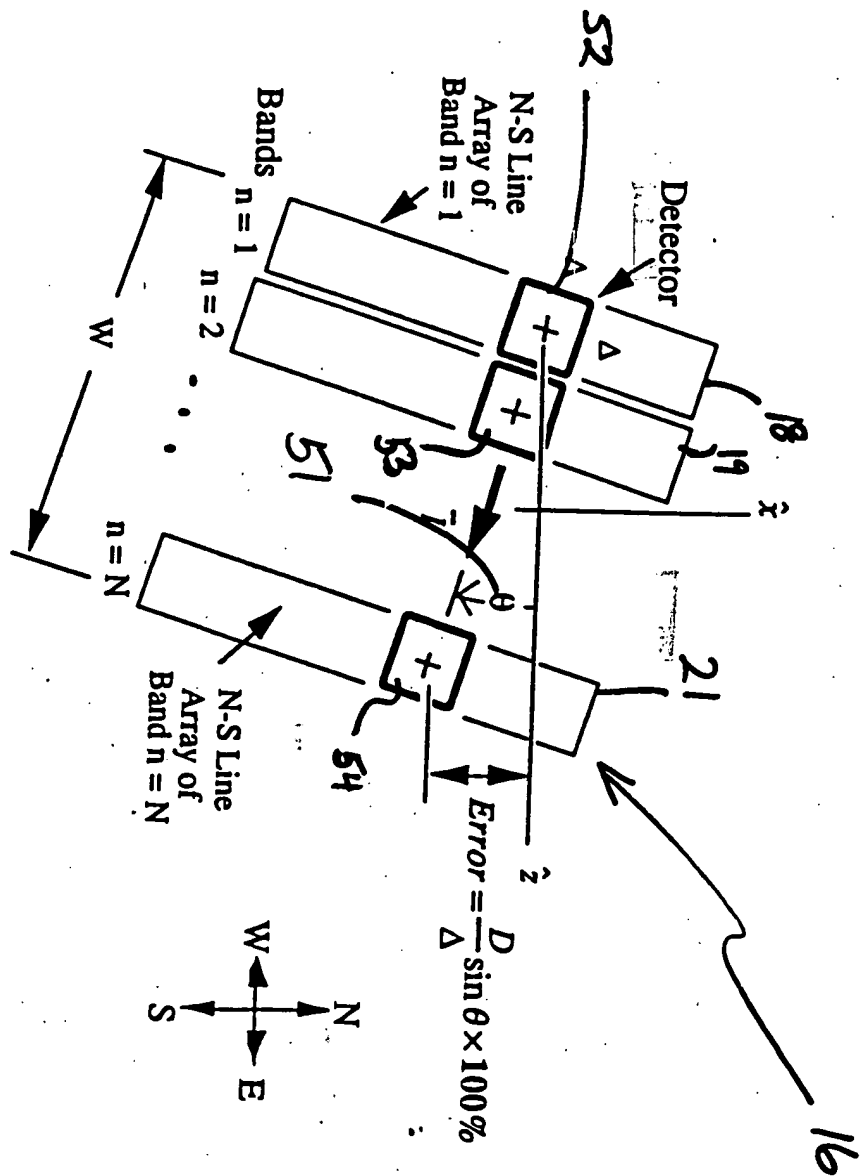 52
Detector
Δ
Δ
N-S Line
Array of
Band n = 1
Bands
n = 1
n = 2
. . .
n = N
W
18
19
53
51
θ
x̂
ẑ
21
54
N-S Line
Array of
Band n = N
Error = D/Δ sin θ × 100%
N
W
E
S
16